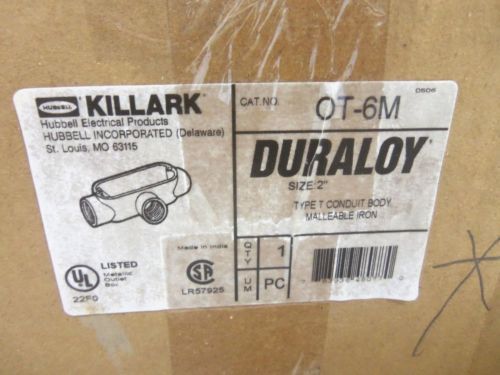 HUBBELL KILLARK®
Hubbell Electrical Products
HUBBELL INCORPORATED (Delaware)
St. Louis, MO 63115
CAT.NO. OT-6M
0506
DURALOY®
SIZE: 2"
TYPE T CONDUIT BODY
MALLEABLE IRON
UL LISTED
Metallic
Outlet
Box
22F0
Made in India
LR57925
QTY 1
UM PC